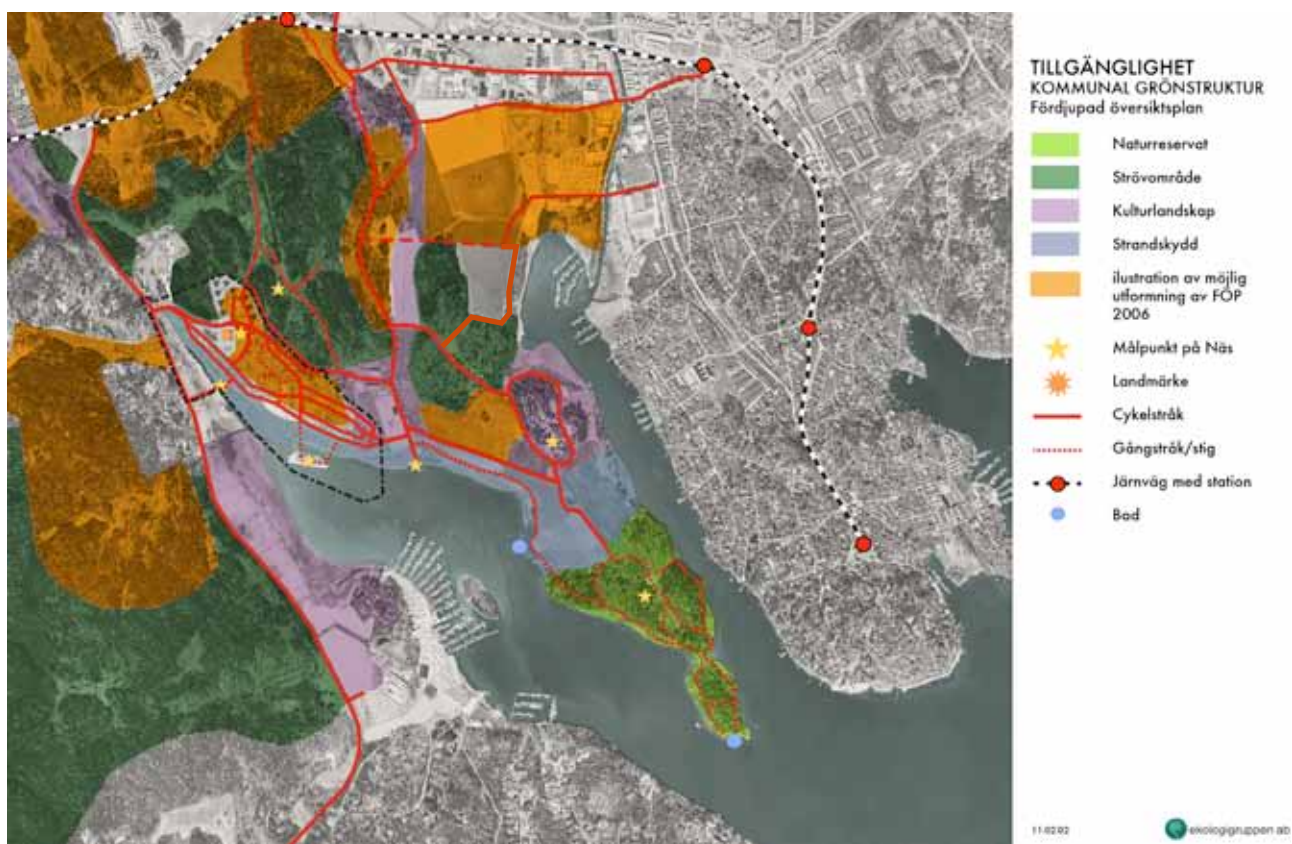 TILLGÄNGLIGHET
KOMMUNAL GRÖNSTRUKTUR
Fördjupad översiktsplan
Naturreservat
Strövområde
Kulturlandskap
Strandskydd
ilustration av möjlig
utformning av FÖP
2006
Målpunkt på Näs
Landmärke
Cykelstråk
Gångstråk/stig
Järnväg med station
Bad
11.02.02
ekologigruppen ab